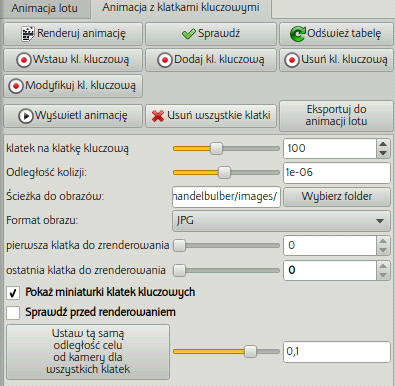 Animacja lotu Animacja z klatkami kluczowymi
Renderuj animację Sprawdź Odśwież tabelę
Wstaw kl. kluczową Dodaj kl. kluczową Usuń kl. kluczową
Modyfikuj kl. kluczową
Wyświetl animację Usuń wszystkie klatki Eksportuj do
animacji lotu
klatek na klatkę kluczową 100
Odległość kolizji: 1e-06
Ścieżka do obrazów: mandelbulber/images/ Wybierz folder
Format obrazu: JPG
pierwsza klatka do zrenderowania 0
ostatnia klatka do zrenderowania 0
Pokaż miniaturki klatek kluczowych
Sprawdź przed renderowaniem
Ustaw tą samą
odległość celu
od kamery dla
wszystkich klatek
0,1